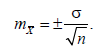 m_X̅ = ± σ/√n.